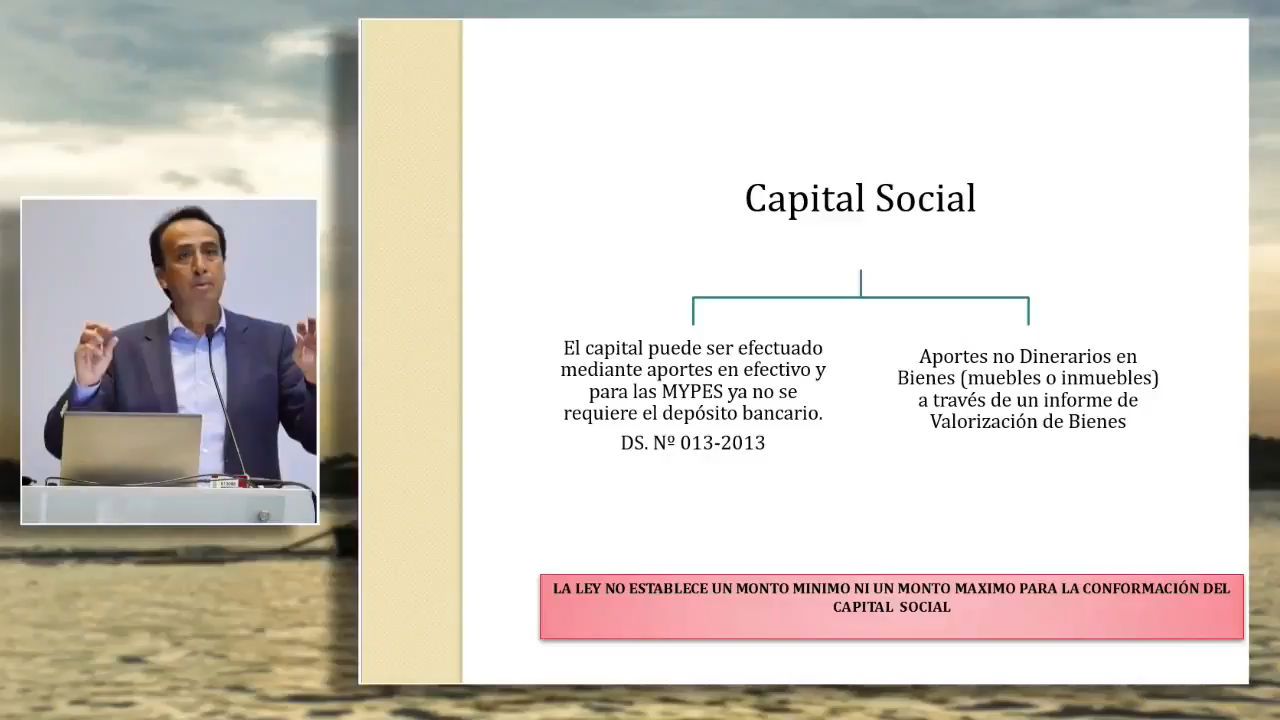 Capital Social
El capital puede ser efectuado
mediante aportes en efectivo y
para las MYPES ya no se
requiere el depósito bancario.
DS. Nº 013-2013
Aportes no Dinerarios en
Bienes (muebles o inmuebles)
a través de un informe de
Valorización de Bienes
LA LEY NO ESTABLECE UN MONTO MINIMO NI UN MONTO MAXIMO PARA LA CONFORMACIÓN DEL
CAPITAL SOCIAL